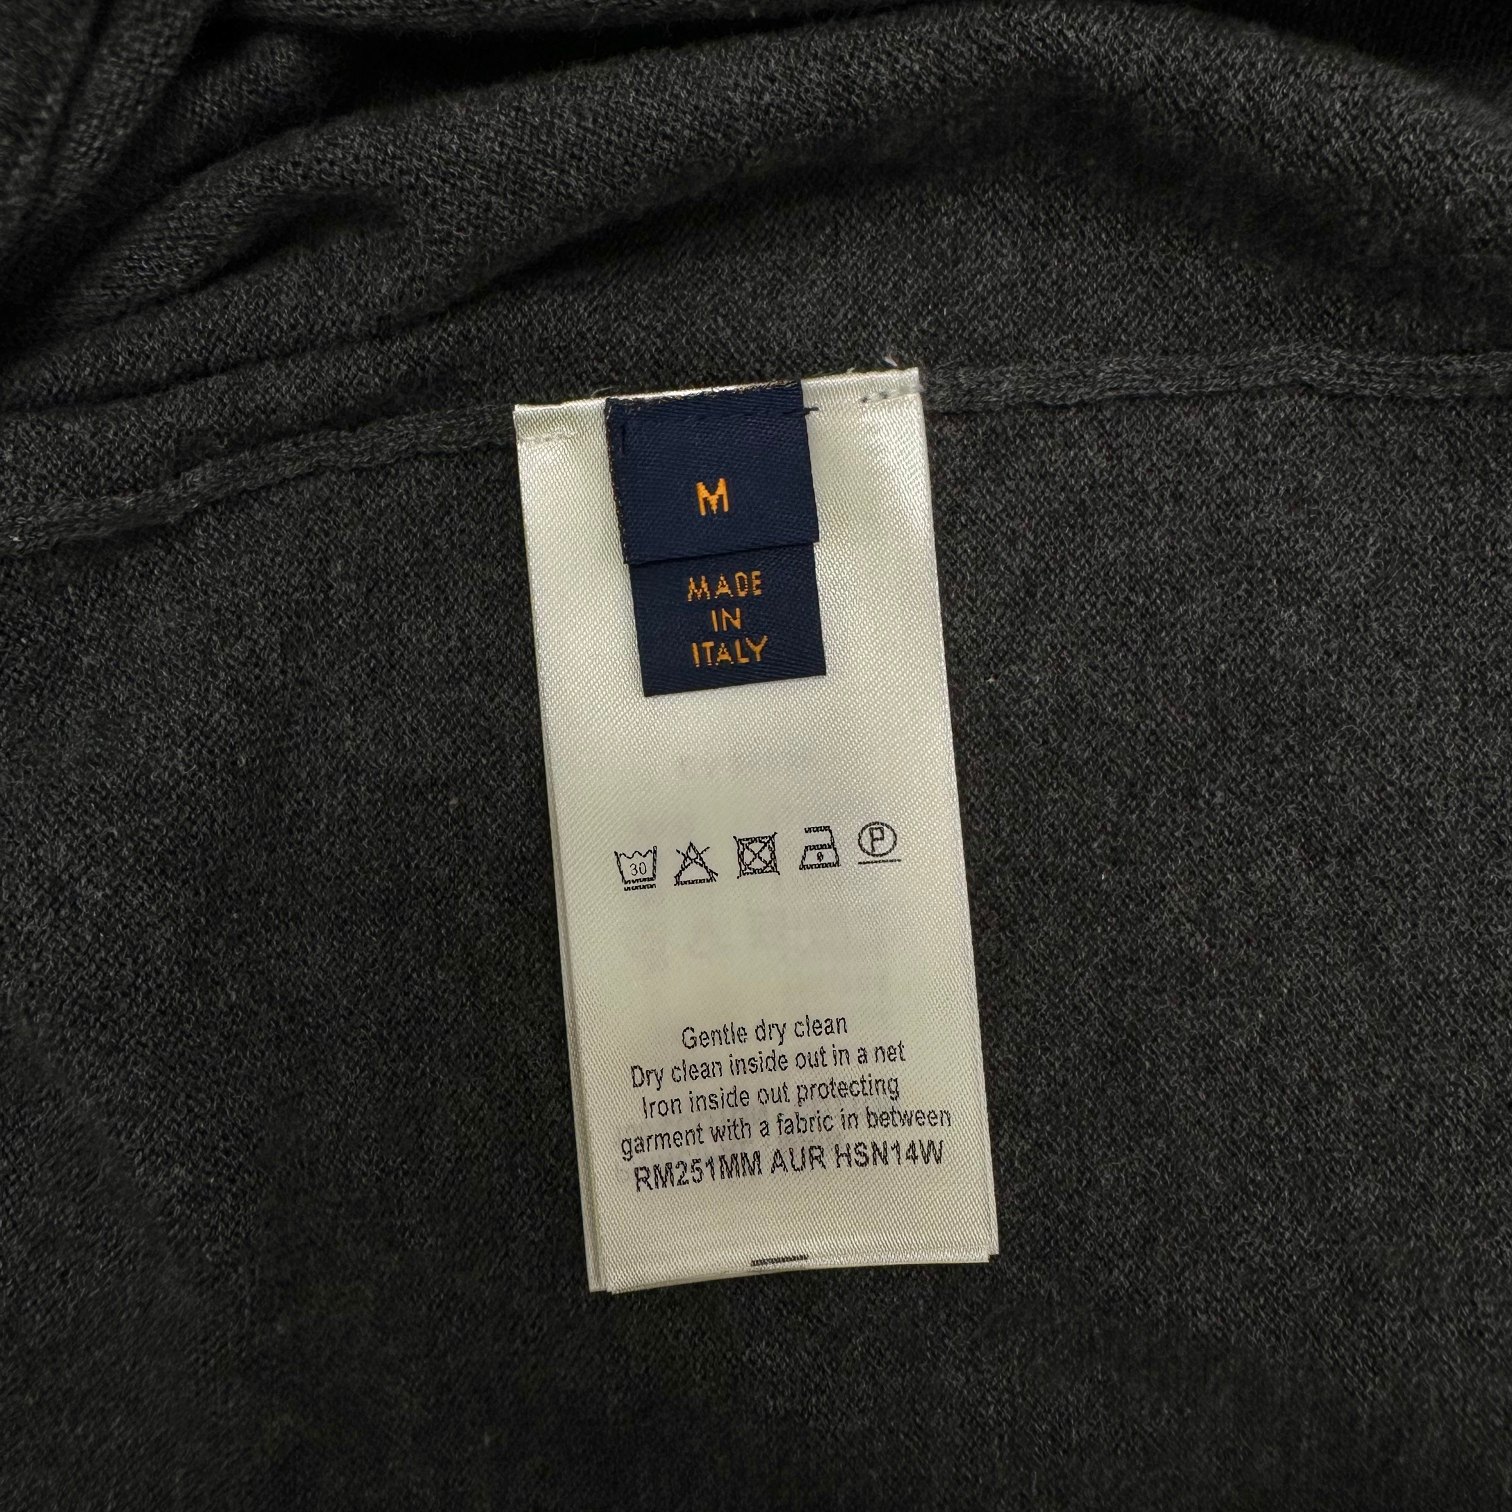 M
MADE
IN
ITALY
30
P
Gentle dry clean
Dry clean inside out in a net
Iron inside out protecting
garment with a fabric in between
RM251MM AUR HSN14W